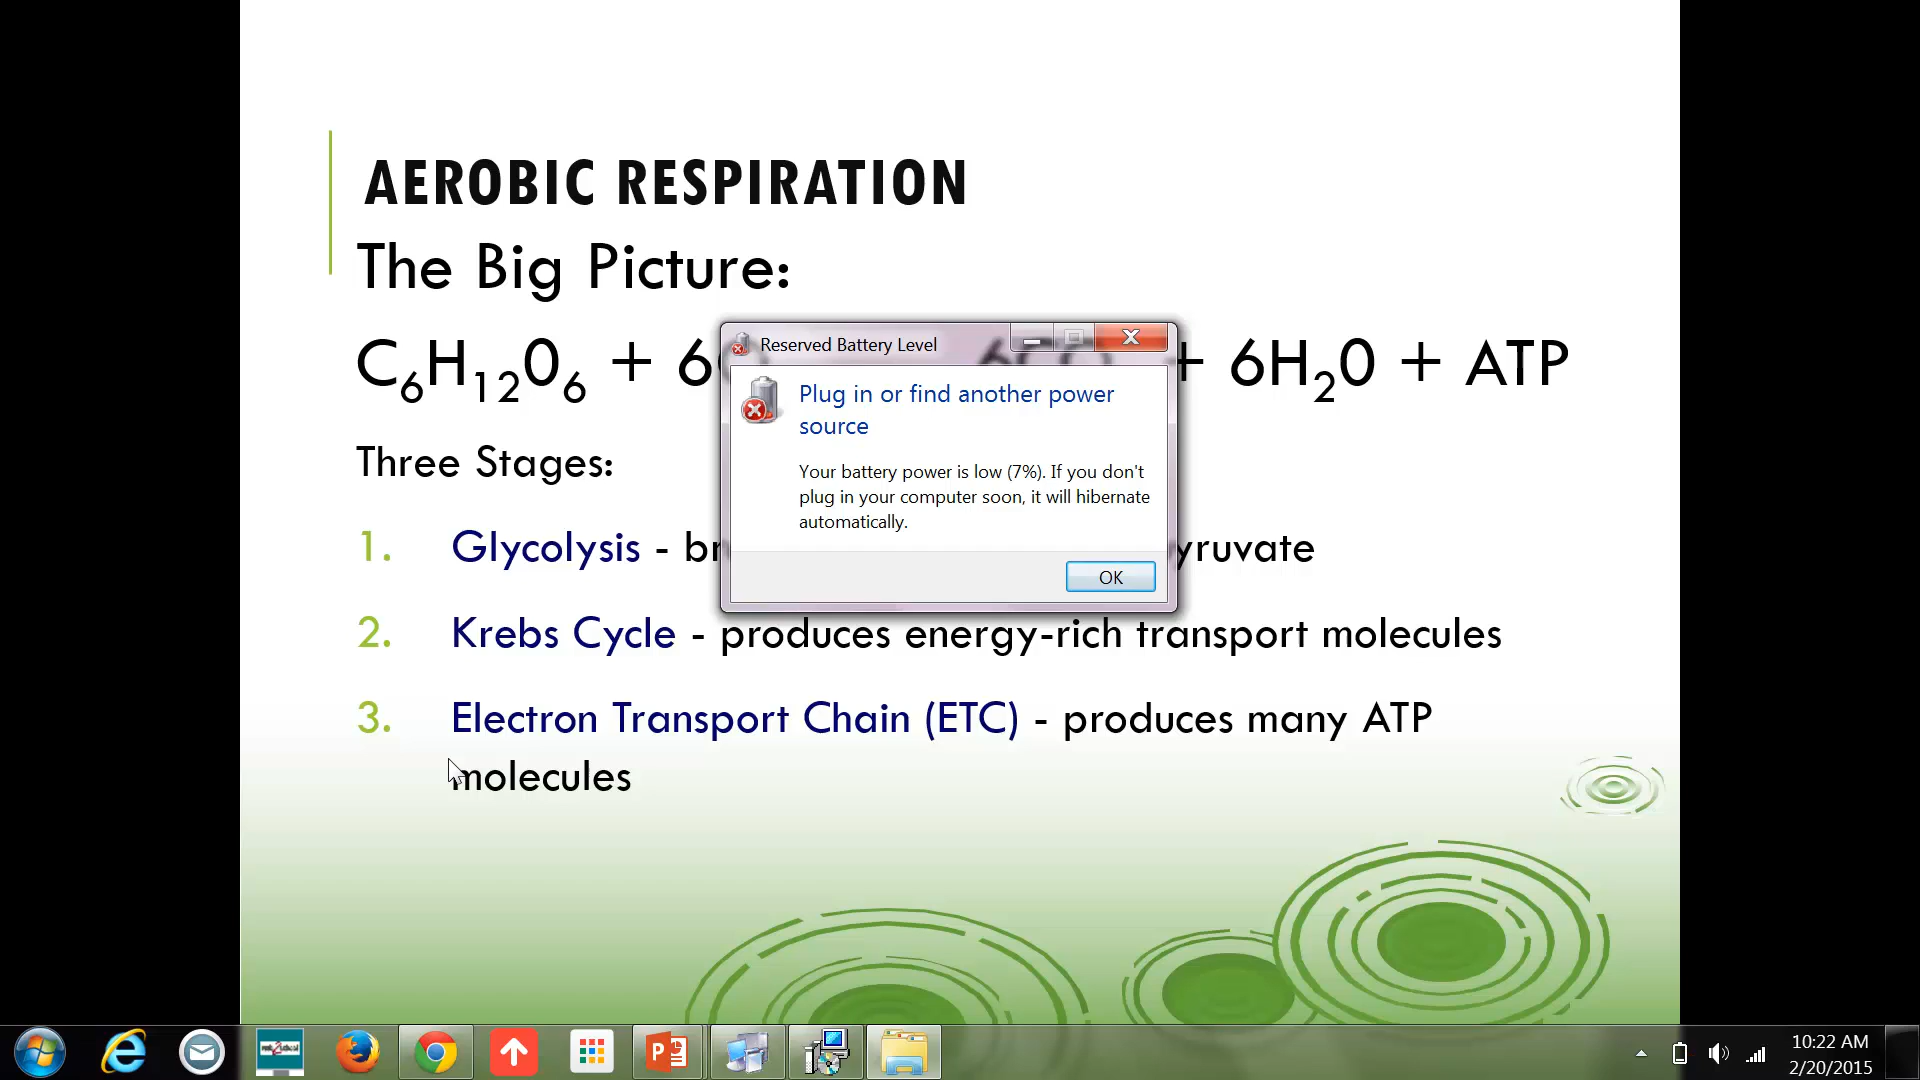 AEROBIC RESPIRATION
The Big Picture:
C6H1206 + 6 + 6H20 + ATP
Reserved Battery Level
Plug in or find another power
source
Your battery power is low (7%). If you don't
plug in your computer soon, it will hibernate
automatically.
OK
Three Stages:
1. Glycolysis - br yruvate
2. Krebs Cycle - produces energy-rich transport molecules
3. Electron Transport Chain (ETC) - produces many ATP
molecules
10:22 AM
2/20/2015